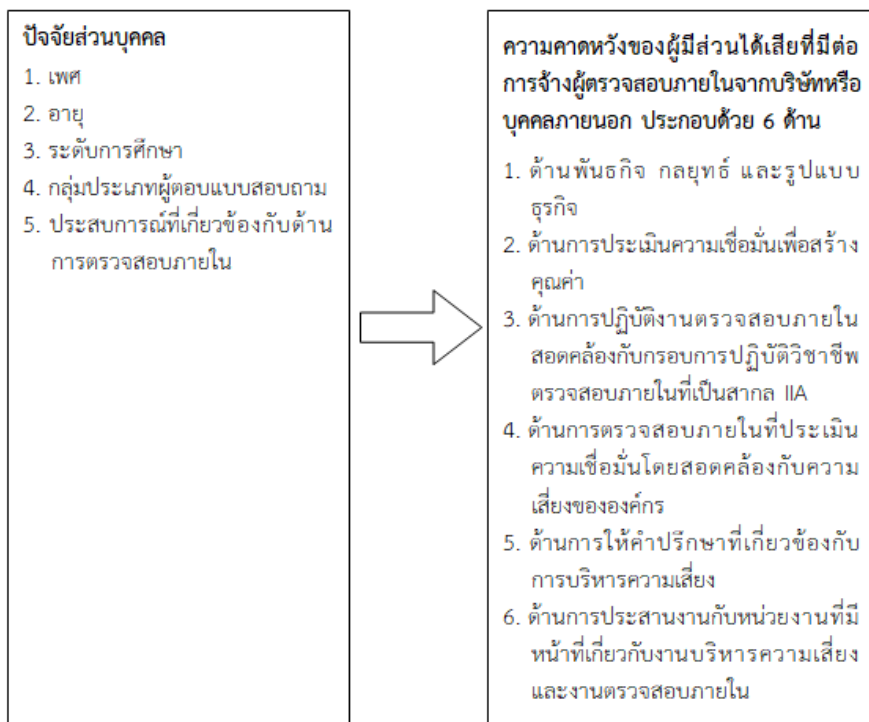 ปัจจัยส่วนบุคคล
1. เพศ
2. อายุ
3. ระดับการศึกษา
4. กลุ่มประเภทผู้ตอบแบบสอบถาม
5. ประสบการณ์ที่เกี่ยวข้องกับด้าน
การตรวจสอบภายใน
ความคาดหวังของผู้มีส่วนได้เสียที่มีต่อ
การจ้างผู้ตรวจสอบภายในจากบริษัทหรือ
บุคคลภายนอก ประกอบด้วย 6 ด้าน
1. ด้านพันธกิจ กลยุทธ์ และรูปแบบ
ธุรกิจ
2. ด้านการประเมินความเชื่อมั่นเพื่อสร้าง
คุณค่า
3. ด้านการปฏิบัติงานตรวจสอบภายใน
สอดคล้องกับกรอบการปฏิบัติวิชาชีพ
ตรวจสอบภายในที่เป็นสากล IIA
4. ด้านการตรวจสอบภายในที่ประเมิน
ความเชื่อมั่นโดยสอดคล้องกับความ
เสี่ยงขององค์กร
5. ด้านการให้คำปรึกษาที่เกี่ยวข้องกับ
การบริหารความเสี่ยง
6. ด้านการประสานงานกับหน่วยงานที่มี
หน้าที่เกี่ยวกับงานบริหารความเสี่ยง
และงานตรวจสอบภายใน